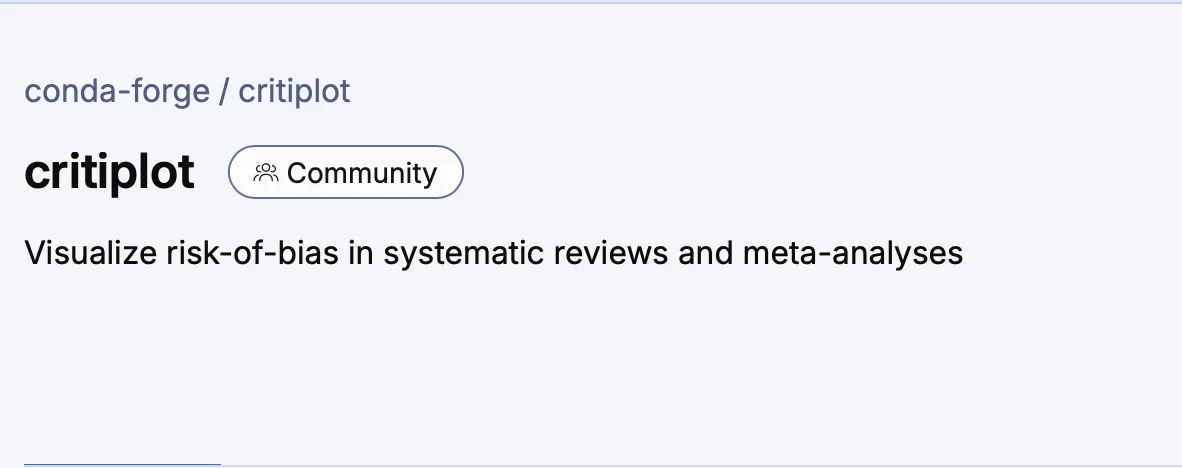 conda-forge / critiplot
critiplot Community
Visualize risk-of-bias in systematic reviews and meta-analyses